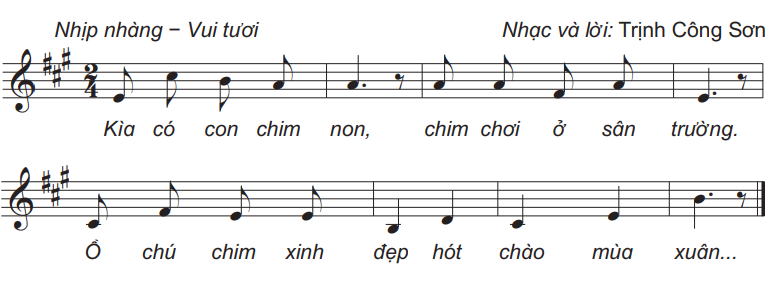 Nhịp nhàng – Vui tươi
Nhạc và lời: Trịnh Công Sơn
2
4
Kìa có con chim non, chim chơi ở sân trường.
Ồ chú chim xinh đẹp hót chào mùa xuân...